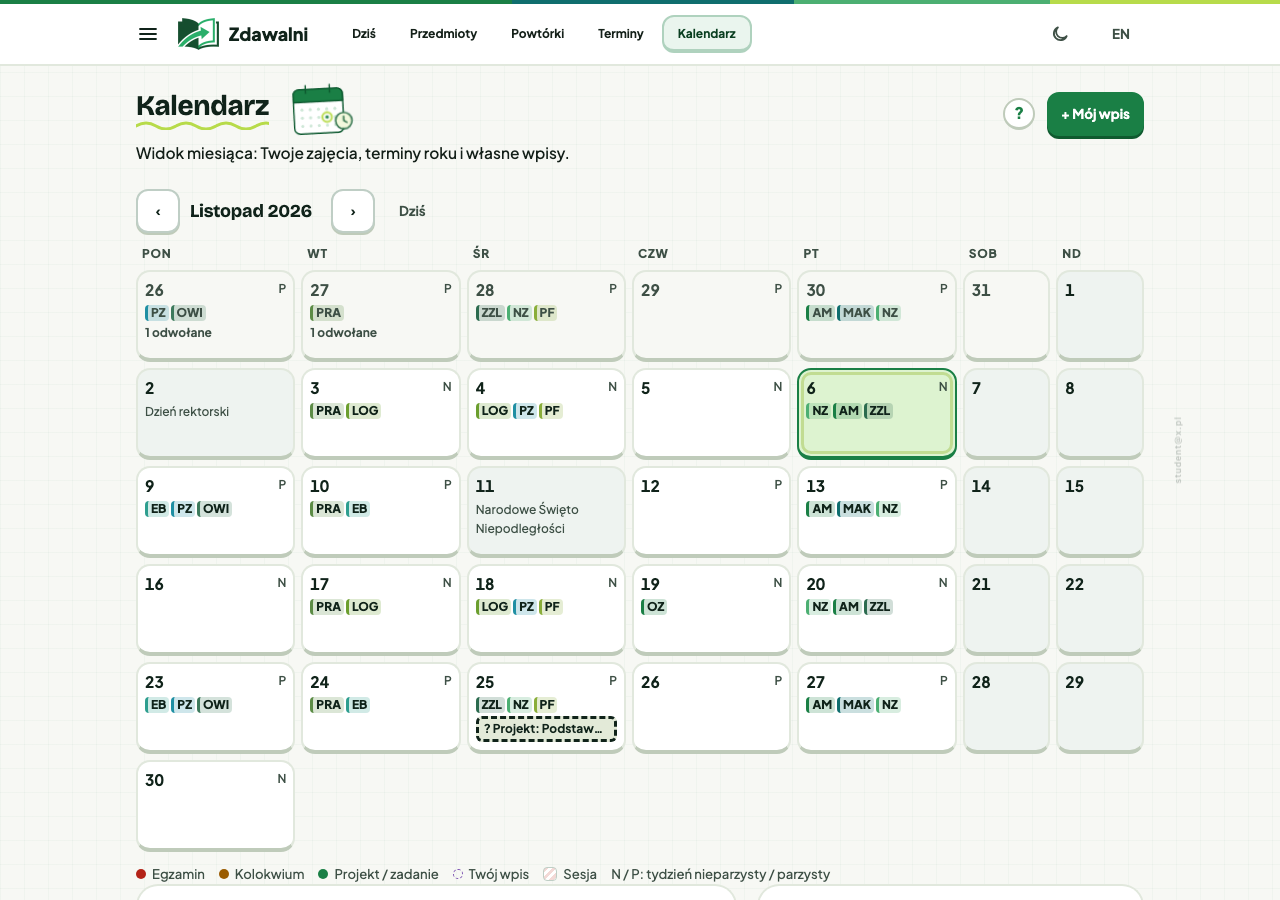 Zdawalni
Dziś
Przedmioty
Powtórki
Terminy
Kalendarz
EN
Kalendarz
?
+ Mój wpis
Widok miesiąca: Twoje zajęcia, terminy roku i własne wpisy.
‹
Listopad 2026
›
Dziś
PON WT ŚR CZW PT SOB ND
26 P
PZ OWI
1 odwołane
27 P
PRA
1 odwołane
28 P
ZZL NZ PF
29 P
30 P
AM MAK NZ
31
1
2
Dzień rektorski
3 N
PRA LOG
4 N
LOG PZ PF
5 N
6 N
NZ AM ZZL
7
8
9 P
EB PZ OWI
10 P
PRA EB
11
Narodowe Święto
Niepodległości
12 P
13 P
AM MAK NZ
14
15
16 N
17 N
PRA LOG
18 N
LOG PZ PF
19 N
OZ
20 N
NZ AM ZZL
21
22
23 P
EB PZ OWI
24 P
PRA EB
25 P
ZZL NZ PF
? Projekt: Podstaw…
26 P
27 P
AM MAK NZ
28
29
30 N
Egzamin Kolokwium Projekt / zadanie Twój wpis Sesja N / P: tydzień nieparzysty / parzysty
student@x.pl